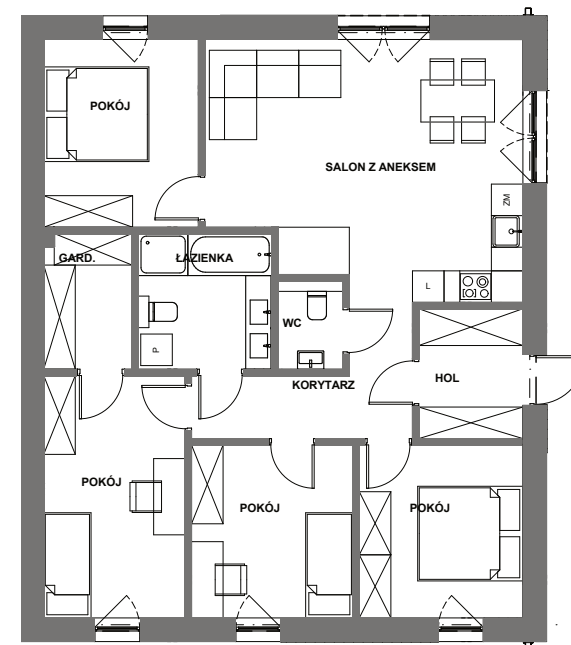 POKÓJ
SALON Z ANEKSEM
ZM
GARD.
ŁAZIENKA
L
WC
P
KORYTARZ
HOL
POKÓJ
POKÓJ
POKÓJ